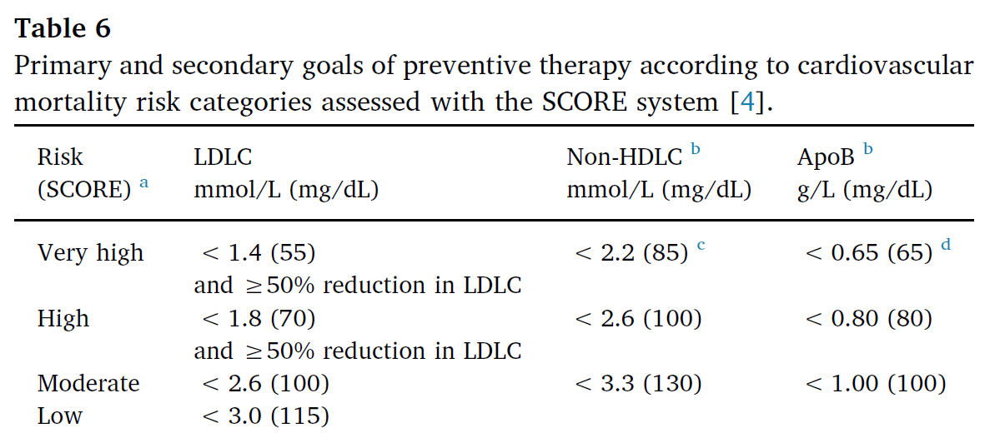 Table 6
Primary and secondary goals of preventive therapy according to cardiovascular
mortality risk categories assessed with the SCORE system [4].
Risk LDLC Non-HDLC b ApoB b
(SCORE) a mmol/L (mg/dL) mmol/L (mg/dL) g/L (mg/dL)
Very high < 1.4 (55) < 2.2 (85) c < 0.65 (65) d
and ≥50% reduction in LDLC
High < 1.8 (70) < 2.6 (100) < 0.80 (80)
and ≥50% reduction in LDLC
Moderate < 2.6 (100) < 3.3 (130) < 1.00 (100)
Low < 3.0 (115)